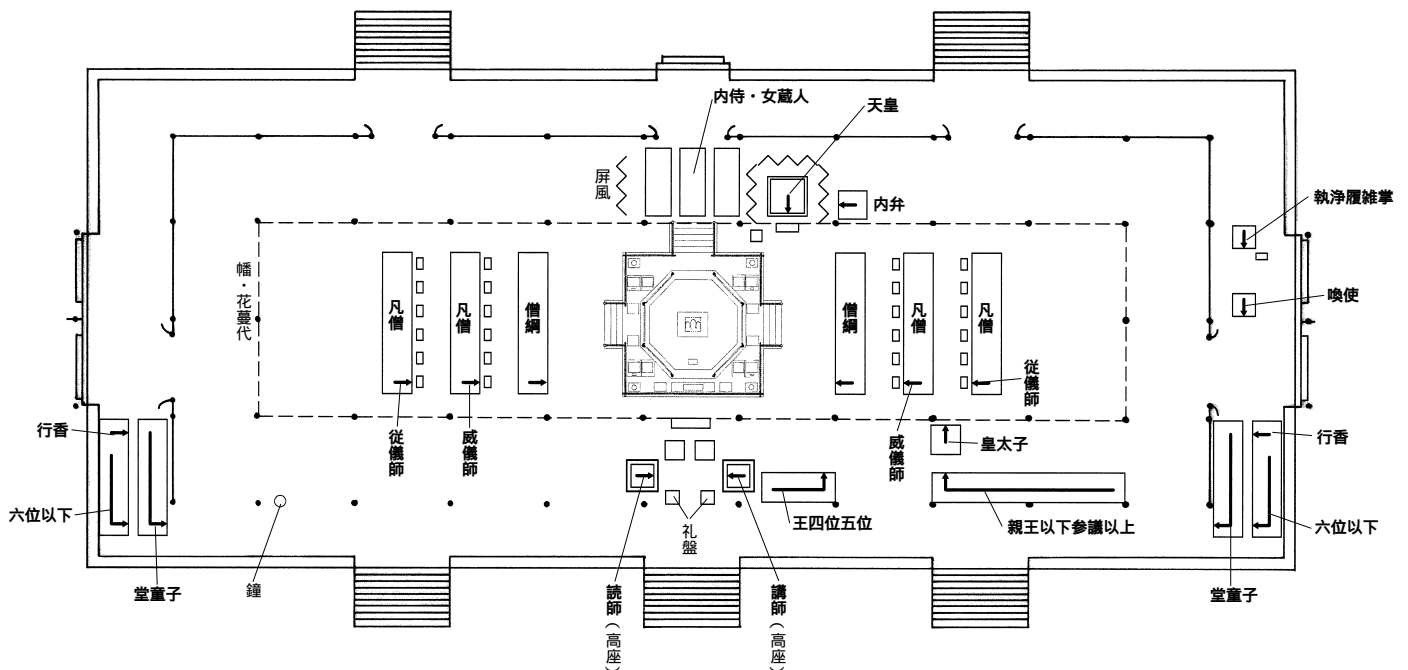 内侍・女蔵人
天皇
屏風
内弁
執浄履雑掌
幡・花蔓代
凡僧
凡僧
僧綱
僧綱
凡僧
凡僧
喚使
従儀師
従儀師
威儀師
威儀師
皇太子
行香
行香
六位以下
王四位五位
親王以下参議以上
六位以下
礼盤
堂童子
鐘
読師(高座)
講師(高座)
堂童子